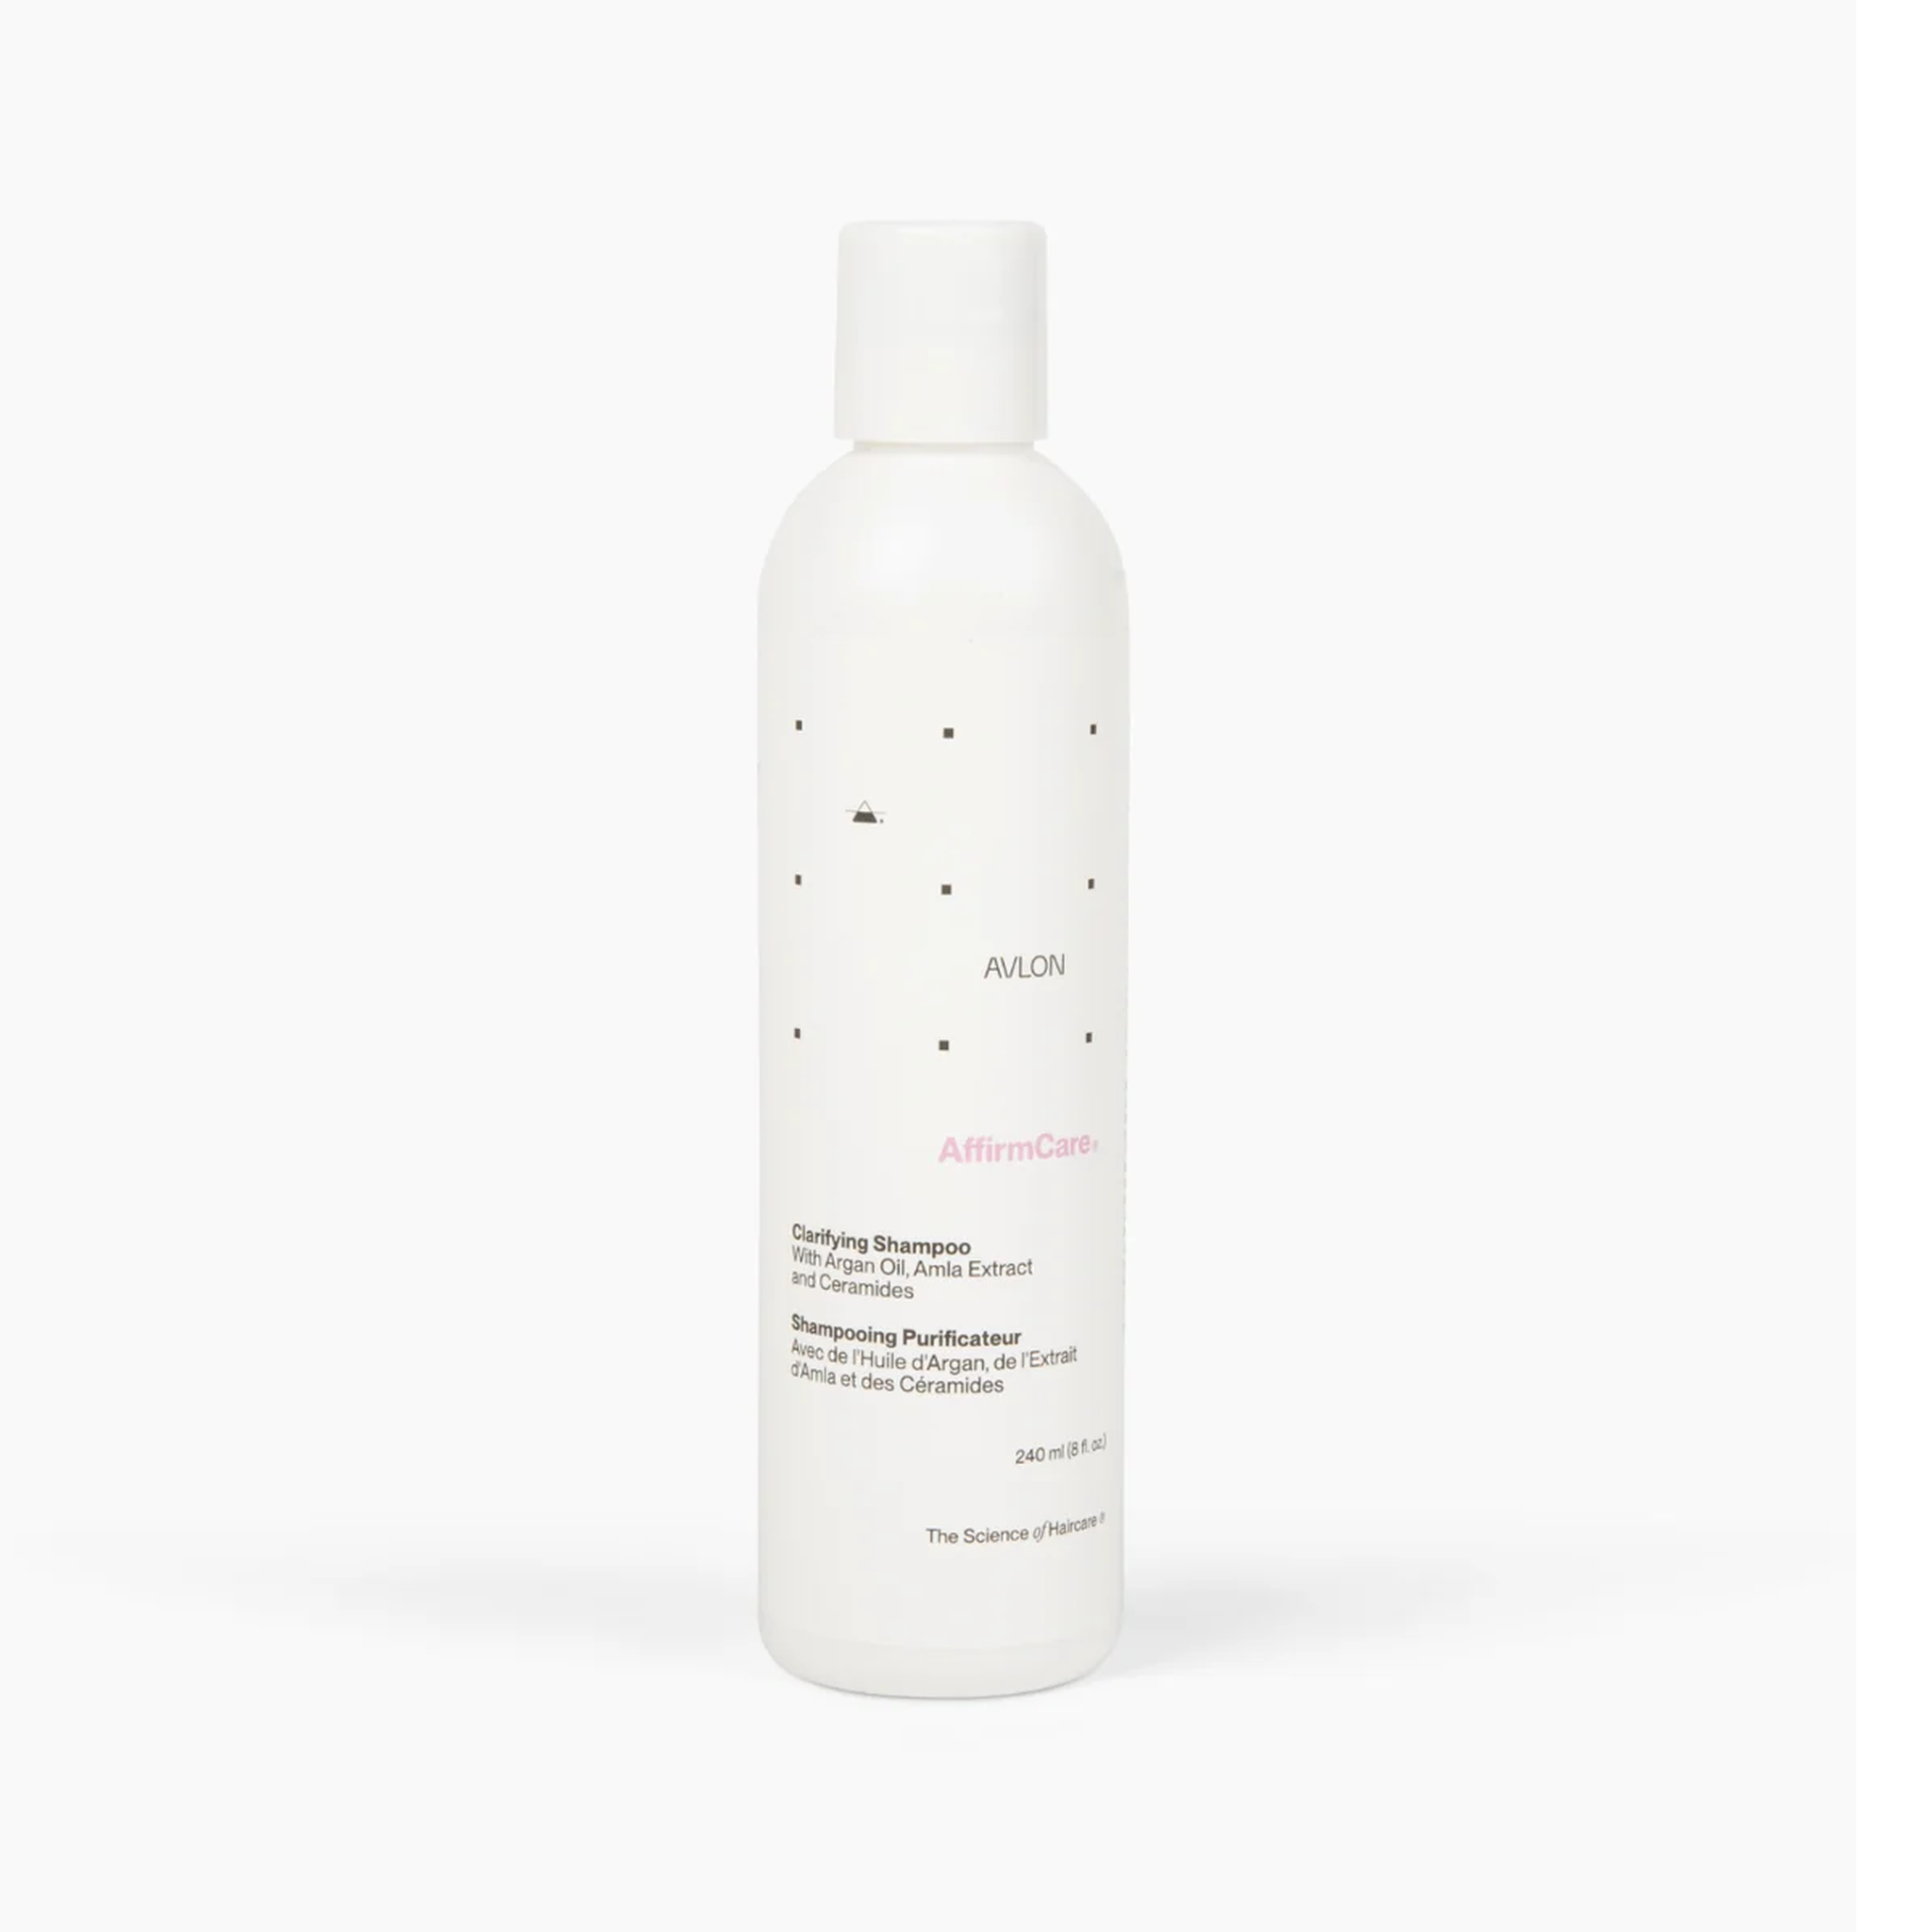 AVLON
AffirmCare®
Clarifying Shampoo
With Argan Oil, Amla Extract
and Ceramides
Shampooing Purificateur
Avec de l'Huile d'Argan, de l'Extrait
d'Amla et des Céramides
240 ml (8 fl. oz.)
The Science of Haircare ®